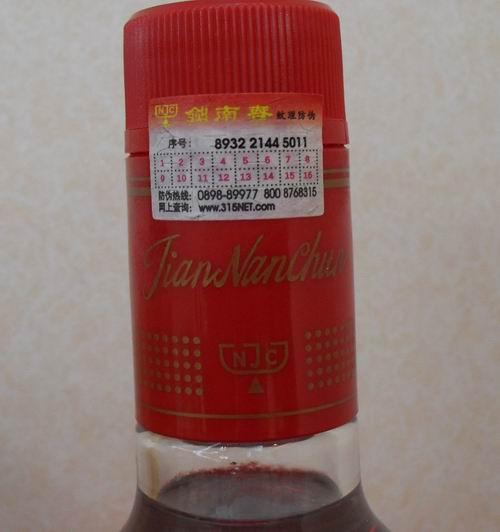 NJC 剑南春 纹理防伪
序号: 8932 2144 5011
1 2 3 4 5 6 7 8
9 10 11 12 13 14 15 16
防伪热线: 0898-89977 800 8768315
网上查询: www.315NET.com
JianNanChun
NJC